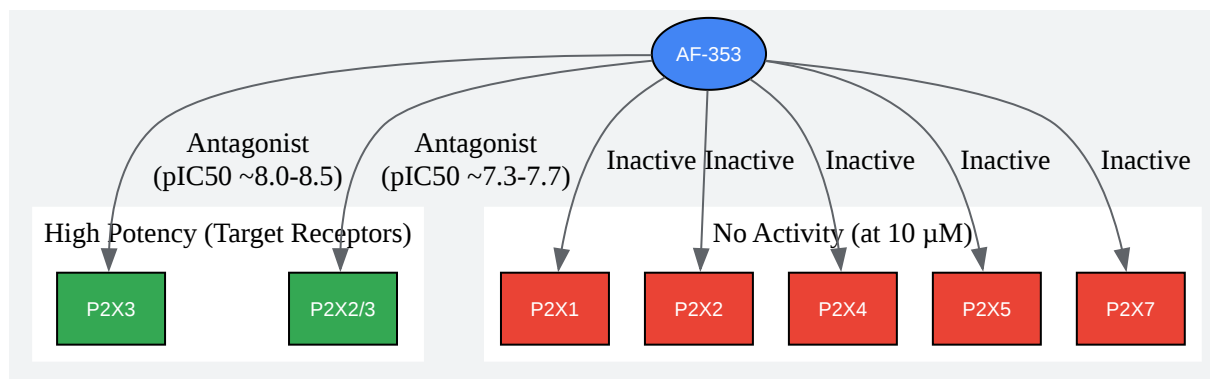 AF-353
Antagonist
(pIC50 ~8.0-8.5)
Antagonist
(pIC50 ~7.3-7.7)
Inactive
Inactive
Inactive
Inactive
Inactive
High Potency (Target Receptors)
No Activity (at 10 µM)
P2X3
P2X2/3
P2X1
P2X2
P2X4
P2X5
P2X7